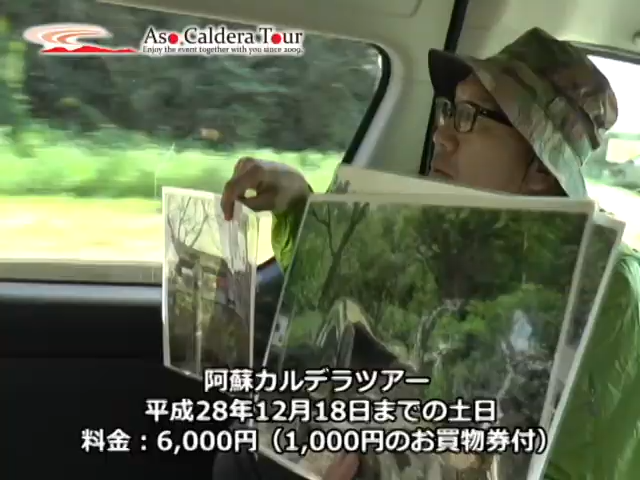 Aso Caldera Tour
Enjoy the event together with you since 2009.
阿蘇カルデラツアー
平成28年12月18日までの土日
料金：6,000円（1,000円のお買物券付）